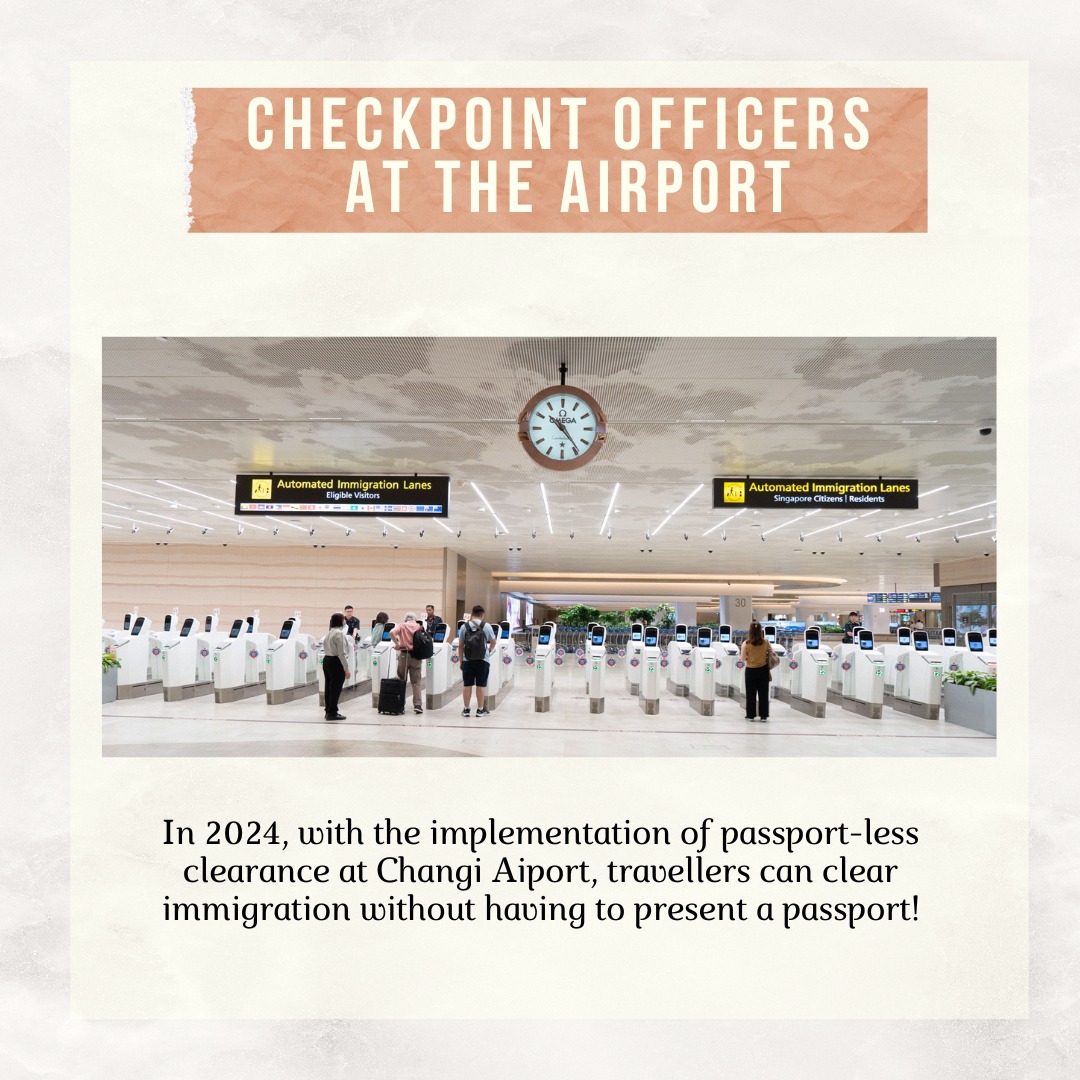 CHECKPOINT OFFICERS
AT THE AIRPORT
OMEGA
Automated Immigration Lanes
Eligible Visitors
Automated Immigration Lanes
Singapore Citizens | Residents
30
In 2024, with the implementation of passport-less
clearance at Changi Aiport, travellers can clear
immigration without having to present a passport!